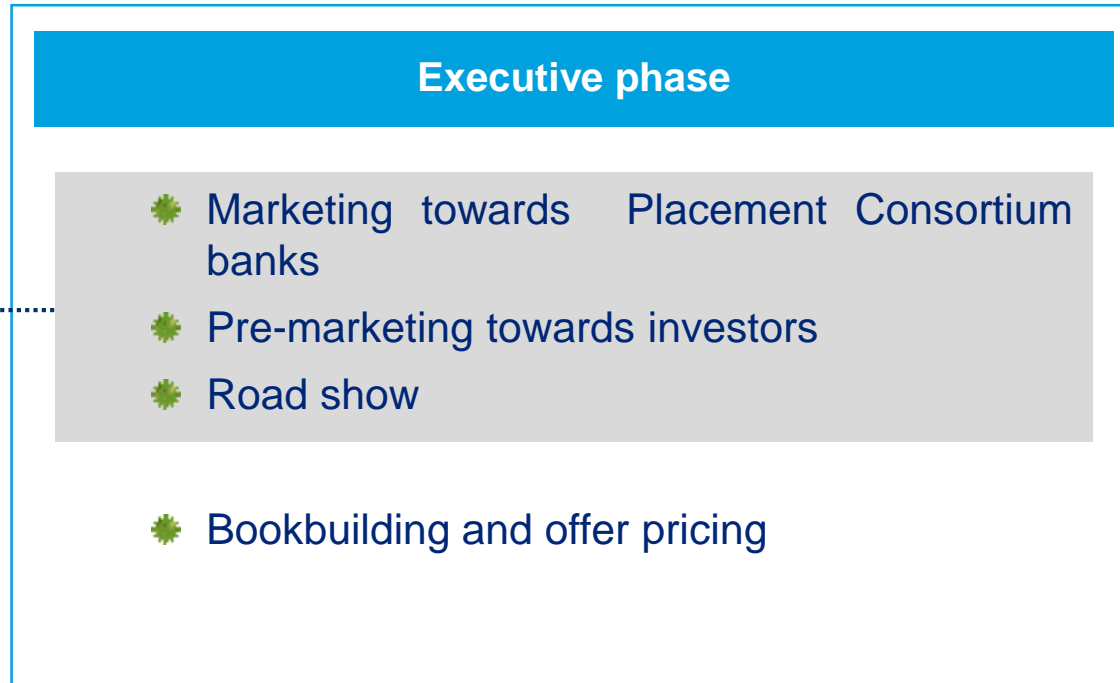 Executive phase
Marketing towards Placement Consortium
banks
Pre-marketing towards investors
Road show
Bookbuilding and offer pricing